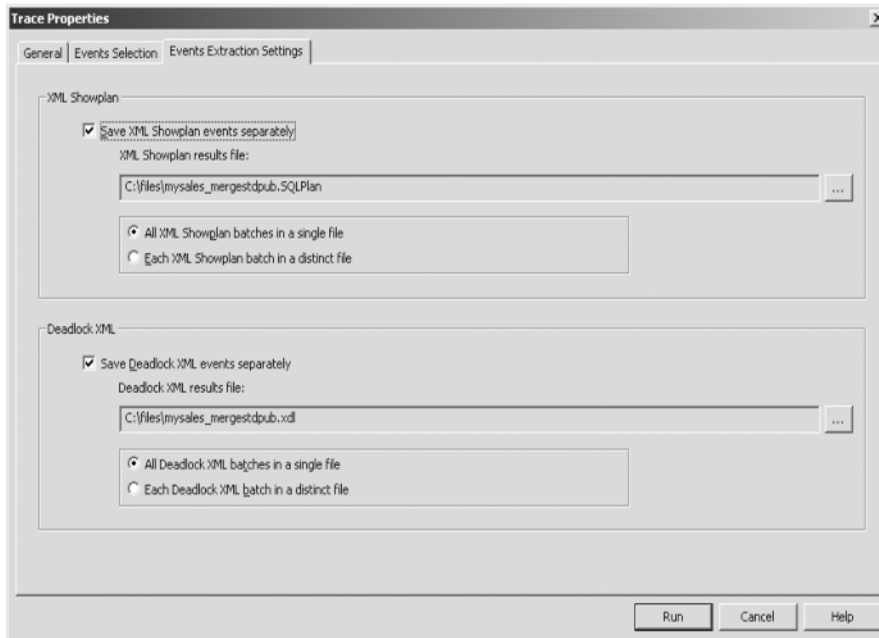 Trace Properties
General Events Selection Events Extraction Settings
XML Showplan
Save XML Showplan events separately
XML Showplan results file:
C:\files\mysales_mergestdpub.SQLPlan
...
All XML Showplan batches in a single file
Each XML Showplan batch in a distinct file
Deadlock XML
Save Deadlock XML events separately
Deadlock XML results file:
C:\files\mysales_mergestdpub.xdl
...
All Deadlock XML batches in a single file
Each Deadlock XML batch in a distinct file
Run Cancel Help